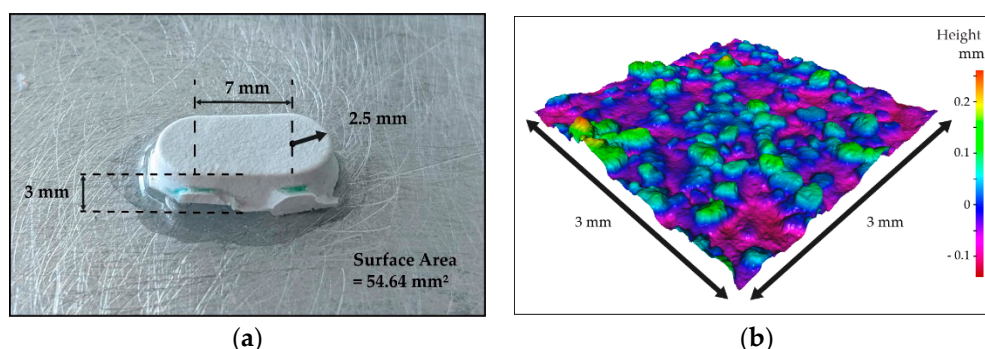 7 mm
2.5 mm
3 mm
Surface Area
= 54.64 mm²
(a)
Height
mm
0.2
0.1
0
- 0.1
3 mm
3 mm
(b)